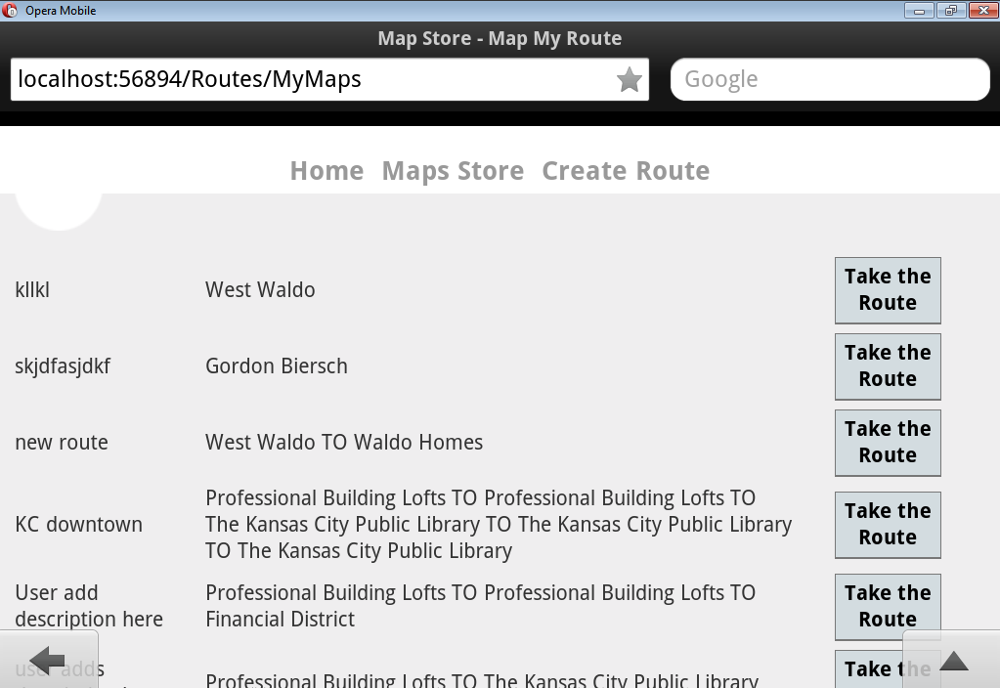 Opera Mobile
Map Store - Map My Route
localhost:56894/Routes/MyMaps
Google
Home Maps Store Create Route
kllkl
West Waldo
Take the
Route
skjdfasjdkf
Gordon Biersch
Take the
Route
new route
West Waldo TO Waldo Homes
Take the
Route
KC downtown
Professional Building Lofts TO Professional Building Lofts TO
The Kansas City Public Library TO The Kansas City Public Library
TO The Kansas City Public Library
Take the
Route
User add
description here
Professional Building Lofts TO Professional Building Lofts TO
Financial District
Take the
Route
user adds
Professional Building Lofts TO The Kansas City Public Library
Take the